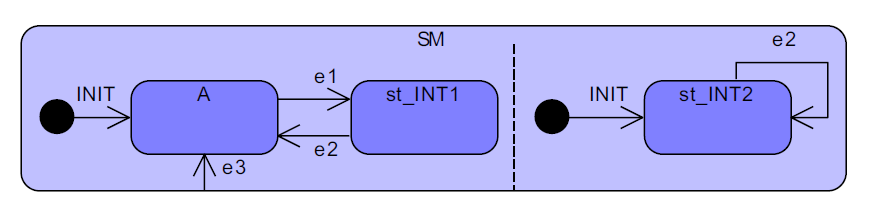 SM
e2
INIT
A
e1
st_INT1
e2
e3
INIT
st_INT2